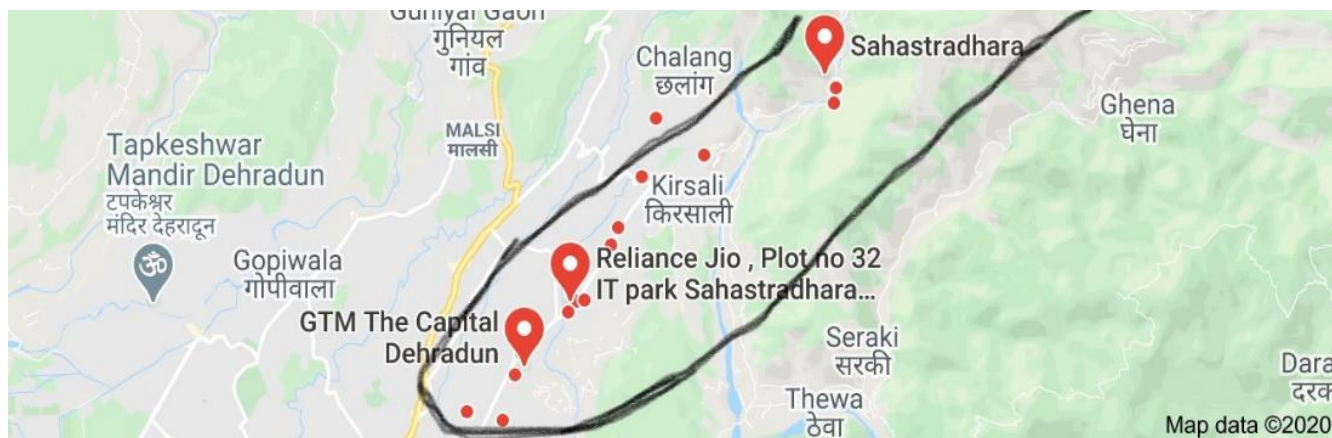 Guniyal Gaon
गुनियल
गांव
Chalang
छलांग
Sahastradhara
Ghena
घेना
MALSI
मालसी
Tapkeshwar
Mandir Dehradun
टपकेश्वर
मंदिर देहरादून
ॐ
Kirsali
किरसाली
Gopiwala
गोपीवाला
Reliance Jio , Plot no 32
IT park Sahastradhara...
GTM The Capital
Dehradun
Seraki
सरकी
Thewa
ठेवा
Dara
दरक
Map data ©2020